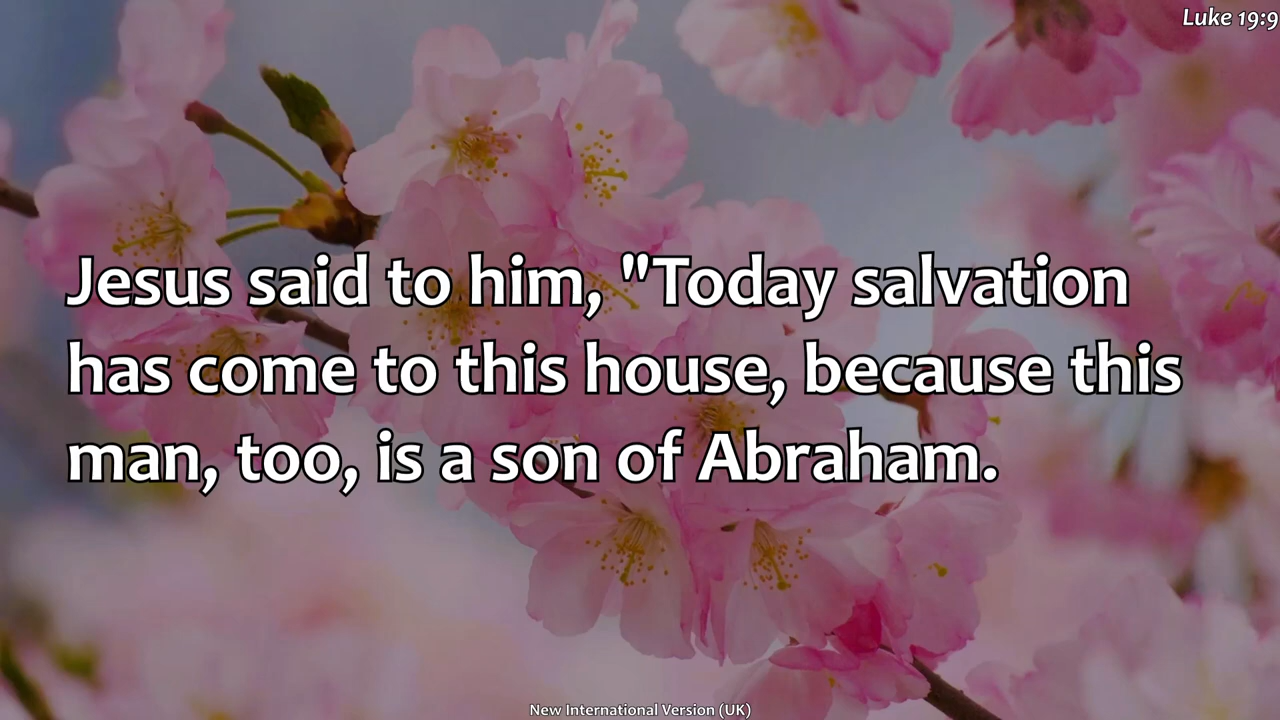 Luke 19:9
Jesus said to him, "Today salvation
has come to this house, because this
man, too, is a son of Abraham.
New International Version (UK)